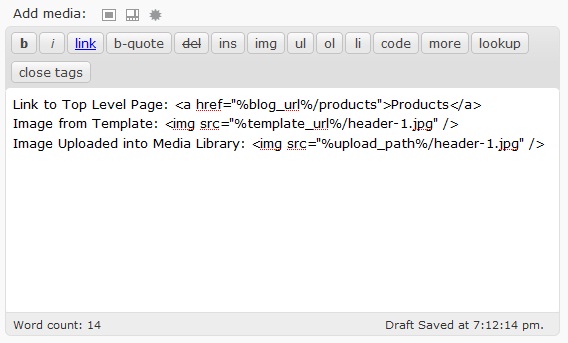 Add media:
b i link b-quote del ins img ul ol li code more lookup
close tags
Link to Top Level Page: <a href="%blog_url%/products">Products</a>
Image from Template: <img src="%template_url%/header-1.jpg" />
Image Uploaded into Media Library: <img src="%upload_path%/header-1.jpg" />
Word count: 14 Draft Saved at 7:12:14 pm.